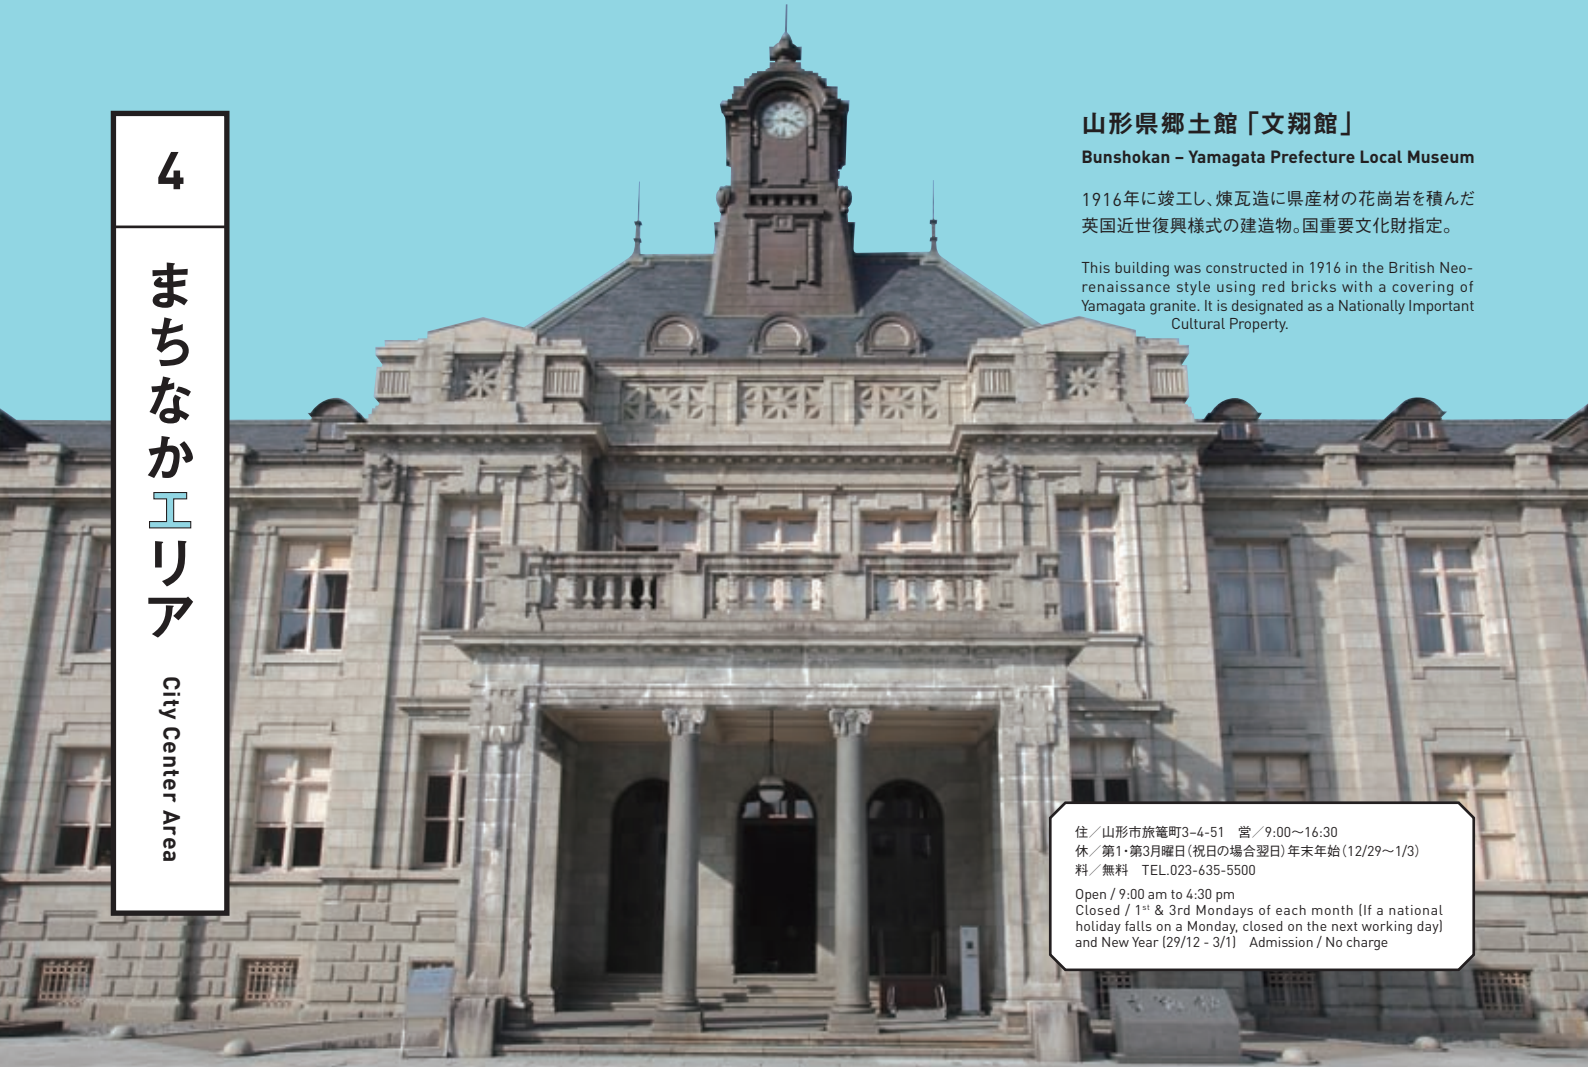 4
まちなかエリア
City Center Area
山形県郷土館「文翔館」
Bunshokan – Yamagata Prefecture Local Museum
1916年に竣工し、煉瓦造に県産材の花崗岩を積んだ
英国近世復興様式の建造物。国重要文化財指定。
This building was constructed in 1916 in the British Neo-
renaissance style using red bricks with a covering of
Yamagata granite. It is designated as a Nationally Important
Cultural Property.
住／山形市旅篭町3–4-51　営／9:00〜16:30
休／第1・第3月曜日（祝日の場合翌日）年末年始（12/29〜1/3）
料／無料　TEL.023-635-5500
Open / 9:00 am to 4:30 pm
Closed / 1st & 3rd Mondays of each month (If a national
holiday falls on a Monday, closed on the next working day)
and New Year (29/12 - 3/1)　Admission / No charge